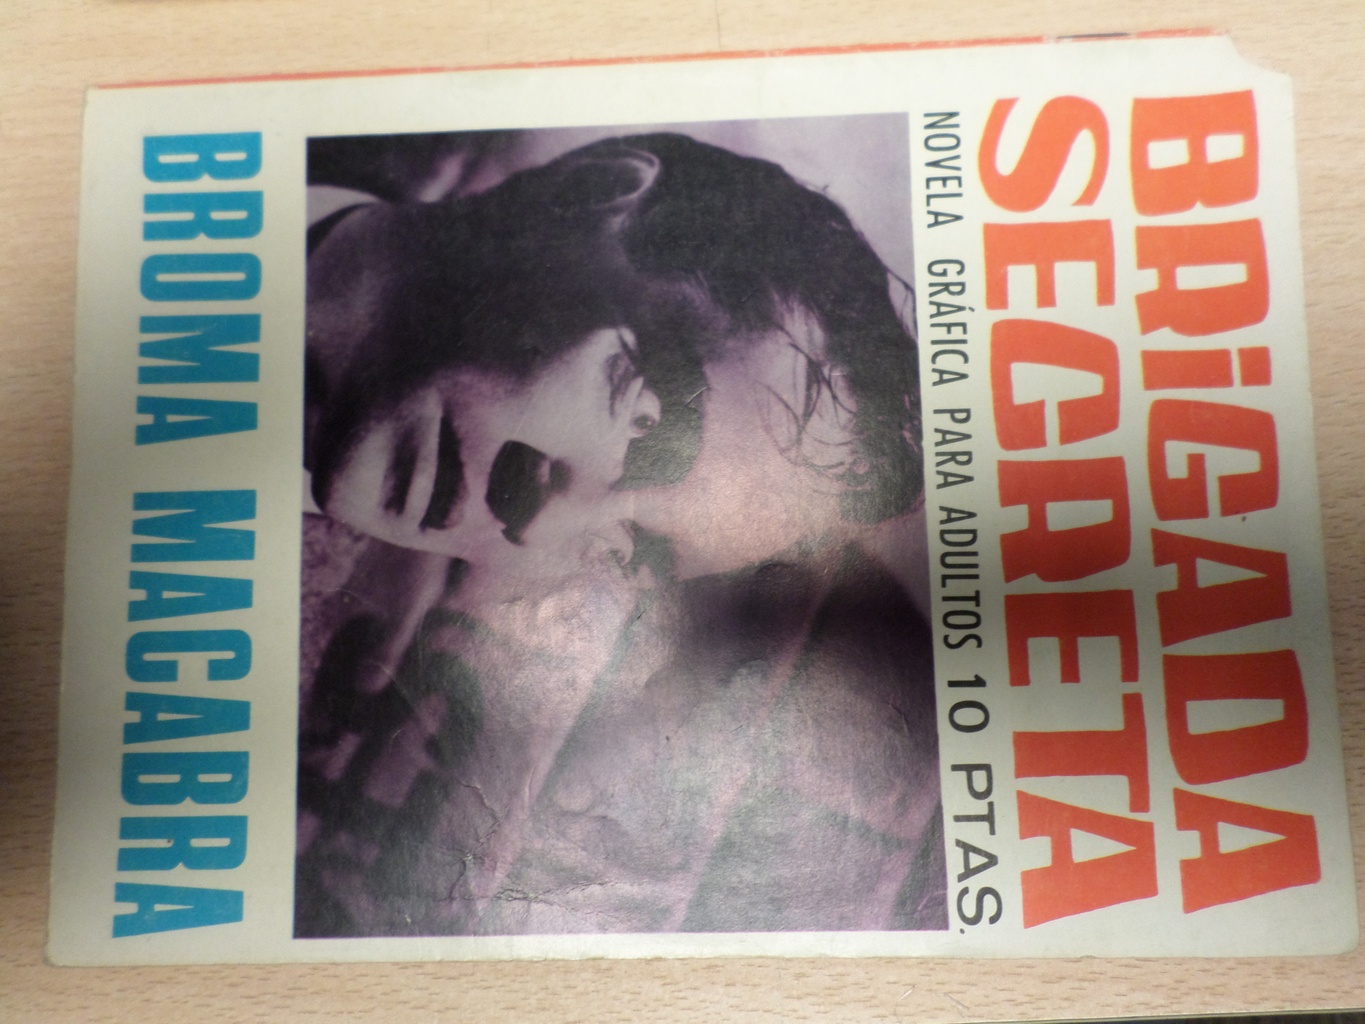 BRiGADA
SECRETA
NOVELA GRÁFICA PARA ADULTOS 10 PTAS.
BROMA MACABRA